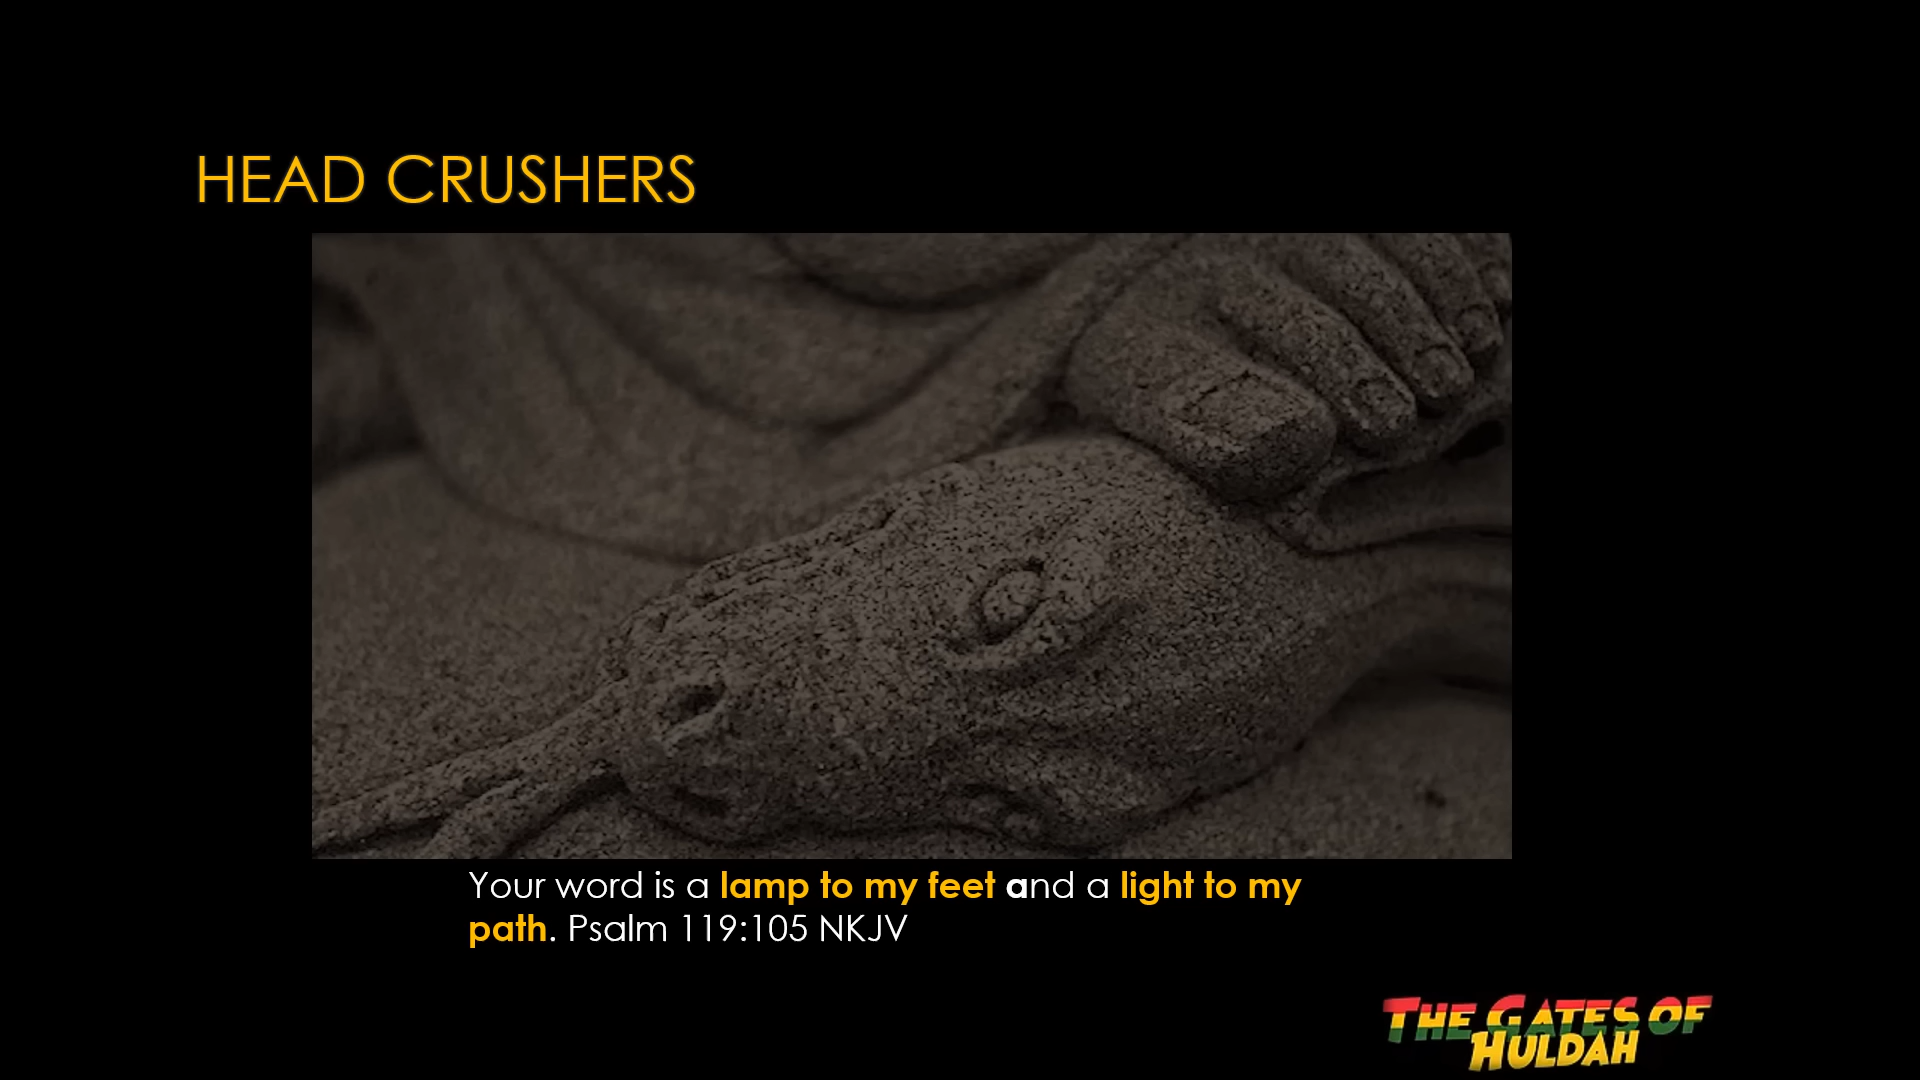 HEAD CRUSHERS
Your word is a lamp to my feet and a light to my
path. Psalm 119:105 NKJV
THE GATES OF
HULDAH